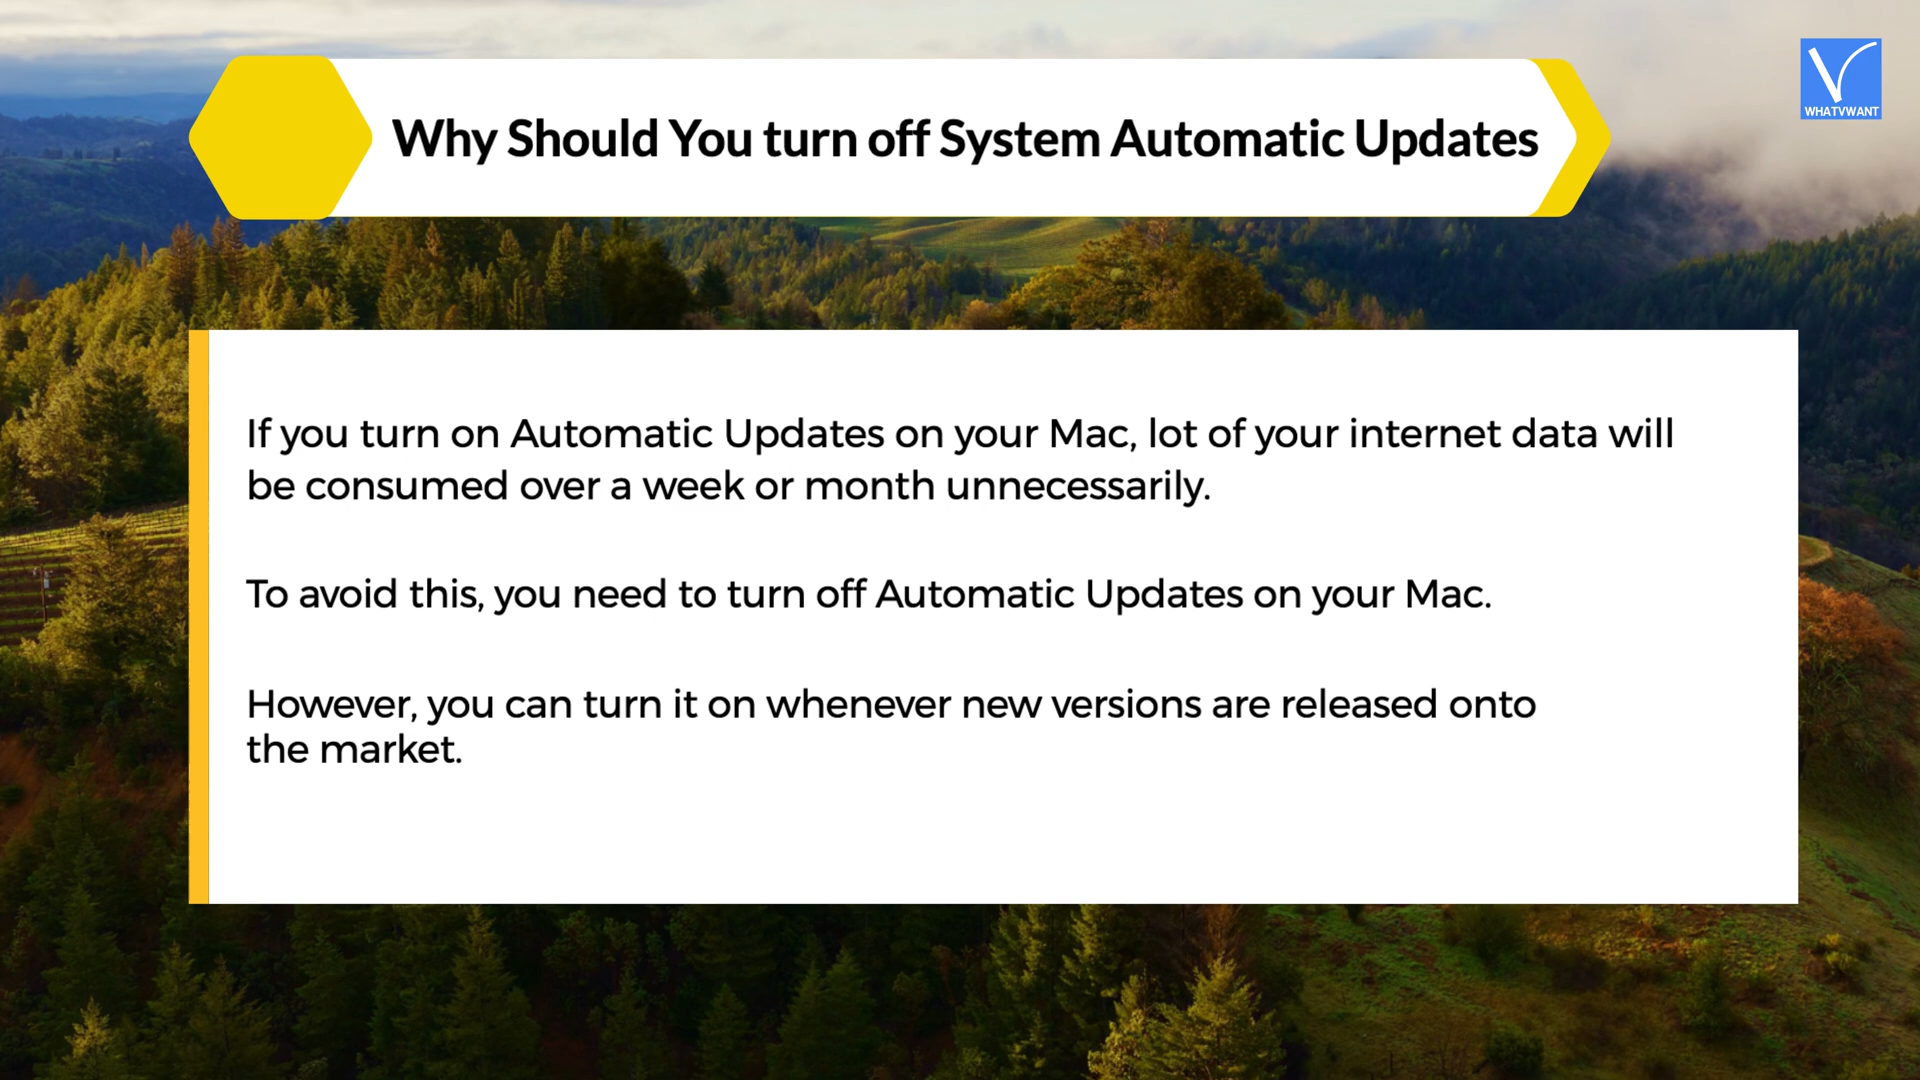 WHATVWANT
Why Should You turn off System Automatic Updates
If you turn on Automatic Updates on your Mac, lot of your internet data will
be consumed over a week or month unnecessarily.
To avoid this, you need to turn off Automatic Updates on your Mac.
However, you can turn it on whenever new versions are released onto
the market.